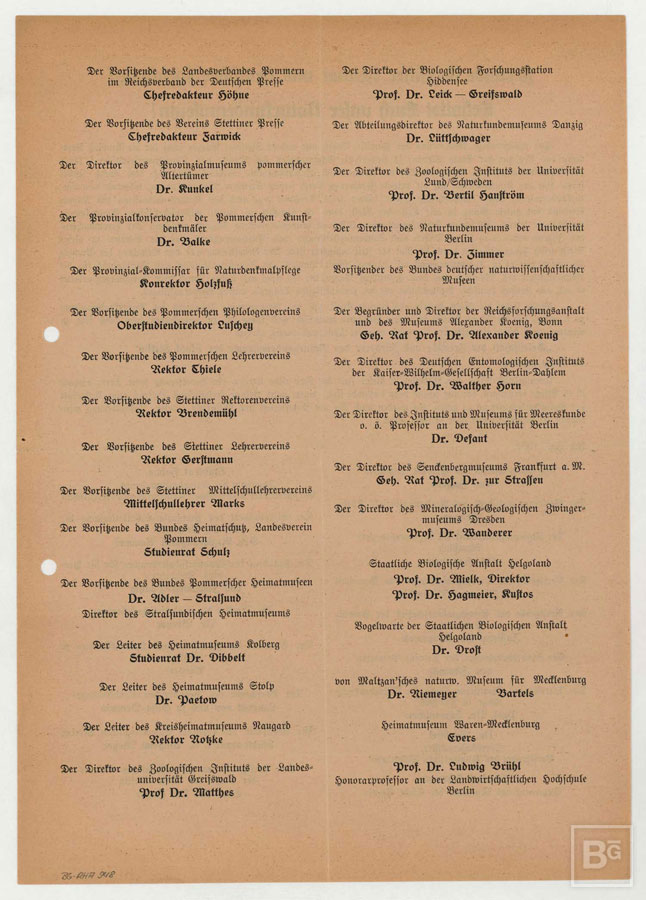 Der Vorsitzende des Landesverbandes Pommern
im Reichsverband der Deutschen Presse
Chefredakteur Höhne
Der Vorsitzende des Vereins Stettiner Presse
Chefredakteur Jarwick
Der Direktor des Provinzialmuseums pommerscher
Altertümer
Dr. Kunkel
Der Provinzialkonservator der Pommerschen Kunst-
denkmäler
Dr. Balke
Der Provinzial-Kommissar für Naturdenkmalpflege
Konrektor Holzfuß
Der Vorsitzende des Pommerschen Philologenvereins
Oberstudiendirektor Luschey
Der Vorsitzende des Pommerschen Lehrervereins
Rektor Thiele
Der Vorsitzende des Stettiner Rektorenvereins
Rektor Brendemühl
Der Vorsitzende des Stettiner Lehrervereins
Rektor Gerstmann
Der Vorsitzende des Stettiner Mittelschullehrervereins
Mittelschullehrer Marks
Der Vorsitzende des Bundes Heimatschutz, Landesverein
Pommern
Studienrat Schulz
Der Vorsitzende des Bundes Pommerscher Heimatmuseen
Dr. Adler — Stralsund
Direktor des Stralsundischen Heimatmuseums
Der Leiter des Heimatmuseums Kolberg
Studienrat Dr. Dibbelt
Der Leiter des Heimatmuseums Stolp
Dr. Paetow
Der Leiter des Kreisheimatmuseums Naugard
Rektor Notzke
Der Direktor des Zoologischen Instituts der Landes-
universität Greifswald
Prof Dr. Matthes
Der Direktor der Biologischen Forschungsstation
Hiddensee
Prof. Dr. Leick — Greifswald
Der Abteilungsdirektor des Naturkundemuseums Danzig
Dr. Lüttschwager
Der Direktor des Zoologischen Instituts der Universität
Lund/Schweden
Prof. Dr. Bertil Hanström
Der Direktor des Naturkundemuseums der Universität
Berlin
Prof. Dr. Zimmer
Vorsitzender des Bundes deutscher naturwissenschaftlicher
Museen
Der Begründer und Direktor der Reichsforschungsanstalt
und des Museums Alexander Koenig, Bonn
Geh. Rat Prof. Dr. Alexander Koenig
Der Direktor des Deutschen Entomologischen Instituts
der Kaiser-Wilhelm-Gesellschaft Berlin-Dahlem
Prof. Dr. Walther Horn
Der Direktor des Instituts und Museums für Meereskunde
o. ö. Professor an der Universität Berlin
Dr. Defant
Der Direktor des Senckenbergmuseums Frankfurt a. M.
Geh. Rat Prof. Dr. zur Strassen
Der Direktor des Mineralogisch-Geologischen Zwinger-
museums Dresden
Prof. Dr. Wanderer
Staatliche Biologische Anstalt Helgoland
Prof. Dr. Mielk, Direktor
Prof. Dr. Hagmeier, Kustos
Vogelwarte der Staatlichen Biologischen Anstalt
Helgoland
Dr. Drost
von Maltzan'sches naturw. Museum für Mecklenburg
Dr. Niemeyer Bartels
Heimatmuseum Waren-Mecklenburg
Evers
Prof. Dr. Ludwig Brühl
Honorarprofessor an der Landwirtschaftlichen Hochschule
Berlin
BG-AHA 948
BG